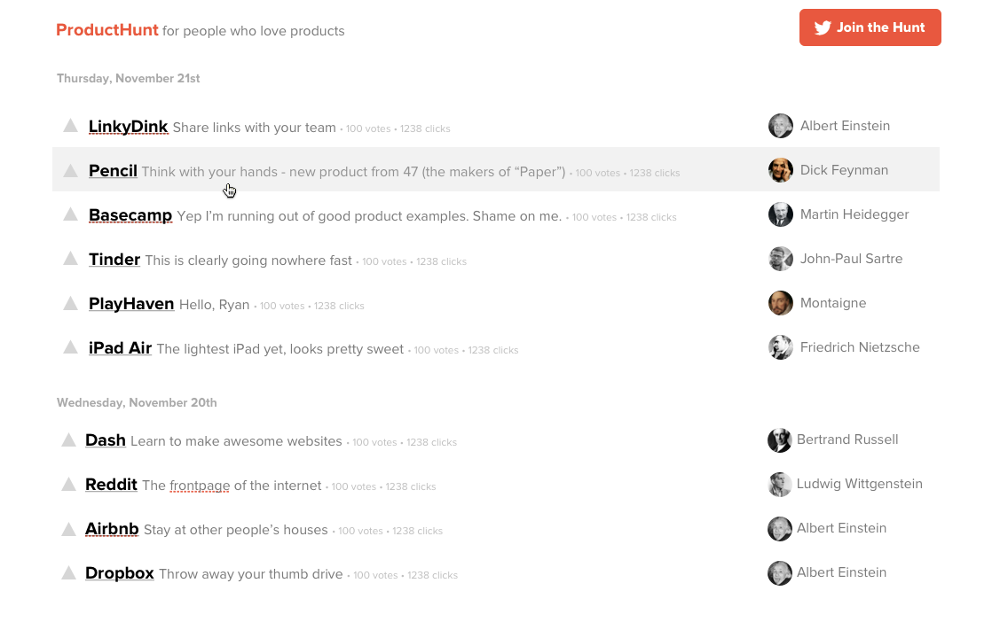 ProductHunt for people who love products
Join the Hunt
Thursday, November 21st
LinkyDink Share links with your team • 100 votes • 1238 clicks Albert Einstein
Pencil Think with your hands - new product from 47 (the makers of “Paper”) • 100 votes • 1238 clicks Dick Feynman
Basecamp Yep I’m running out of good product examples. Shame on me. • 100 votes • 1238 clicks Martin Heidegger
Tinder This is clearly going nowhere fast • 100 votes • 1238 clicks John-Paul Sartre
PlayHaven Hello, Ryan • 100 votes • 1238 clicks Montaigne
iPad Air The lightest iPad yet, looks pretty sweet • 100 votes • 1238 clicks Friedrich Nietzsche
Wednesday, November 20th
Dash Learn to make awesome websites • 100 votes • 1238 clicks Bertrand Russell
Reddit The frontpage of the internet • 100 votes • 1238 clicks Ludwig Wittgenstein
Airbnb Stay at other people’s houses • 100 votes • 1238 clicks Albert Einstein
Dropbox Throw away your thumb drive • 100 votes • 1238 clicks Albert Einstein